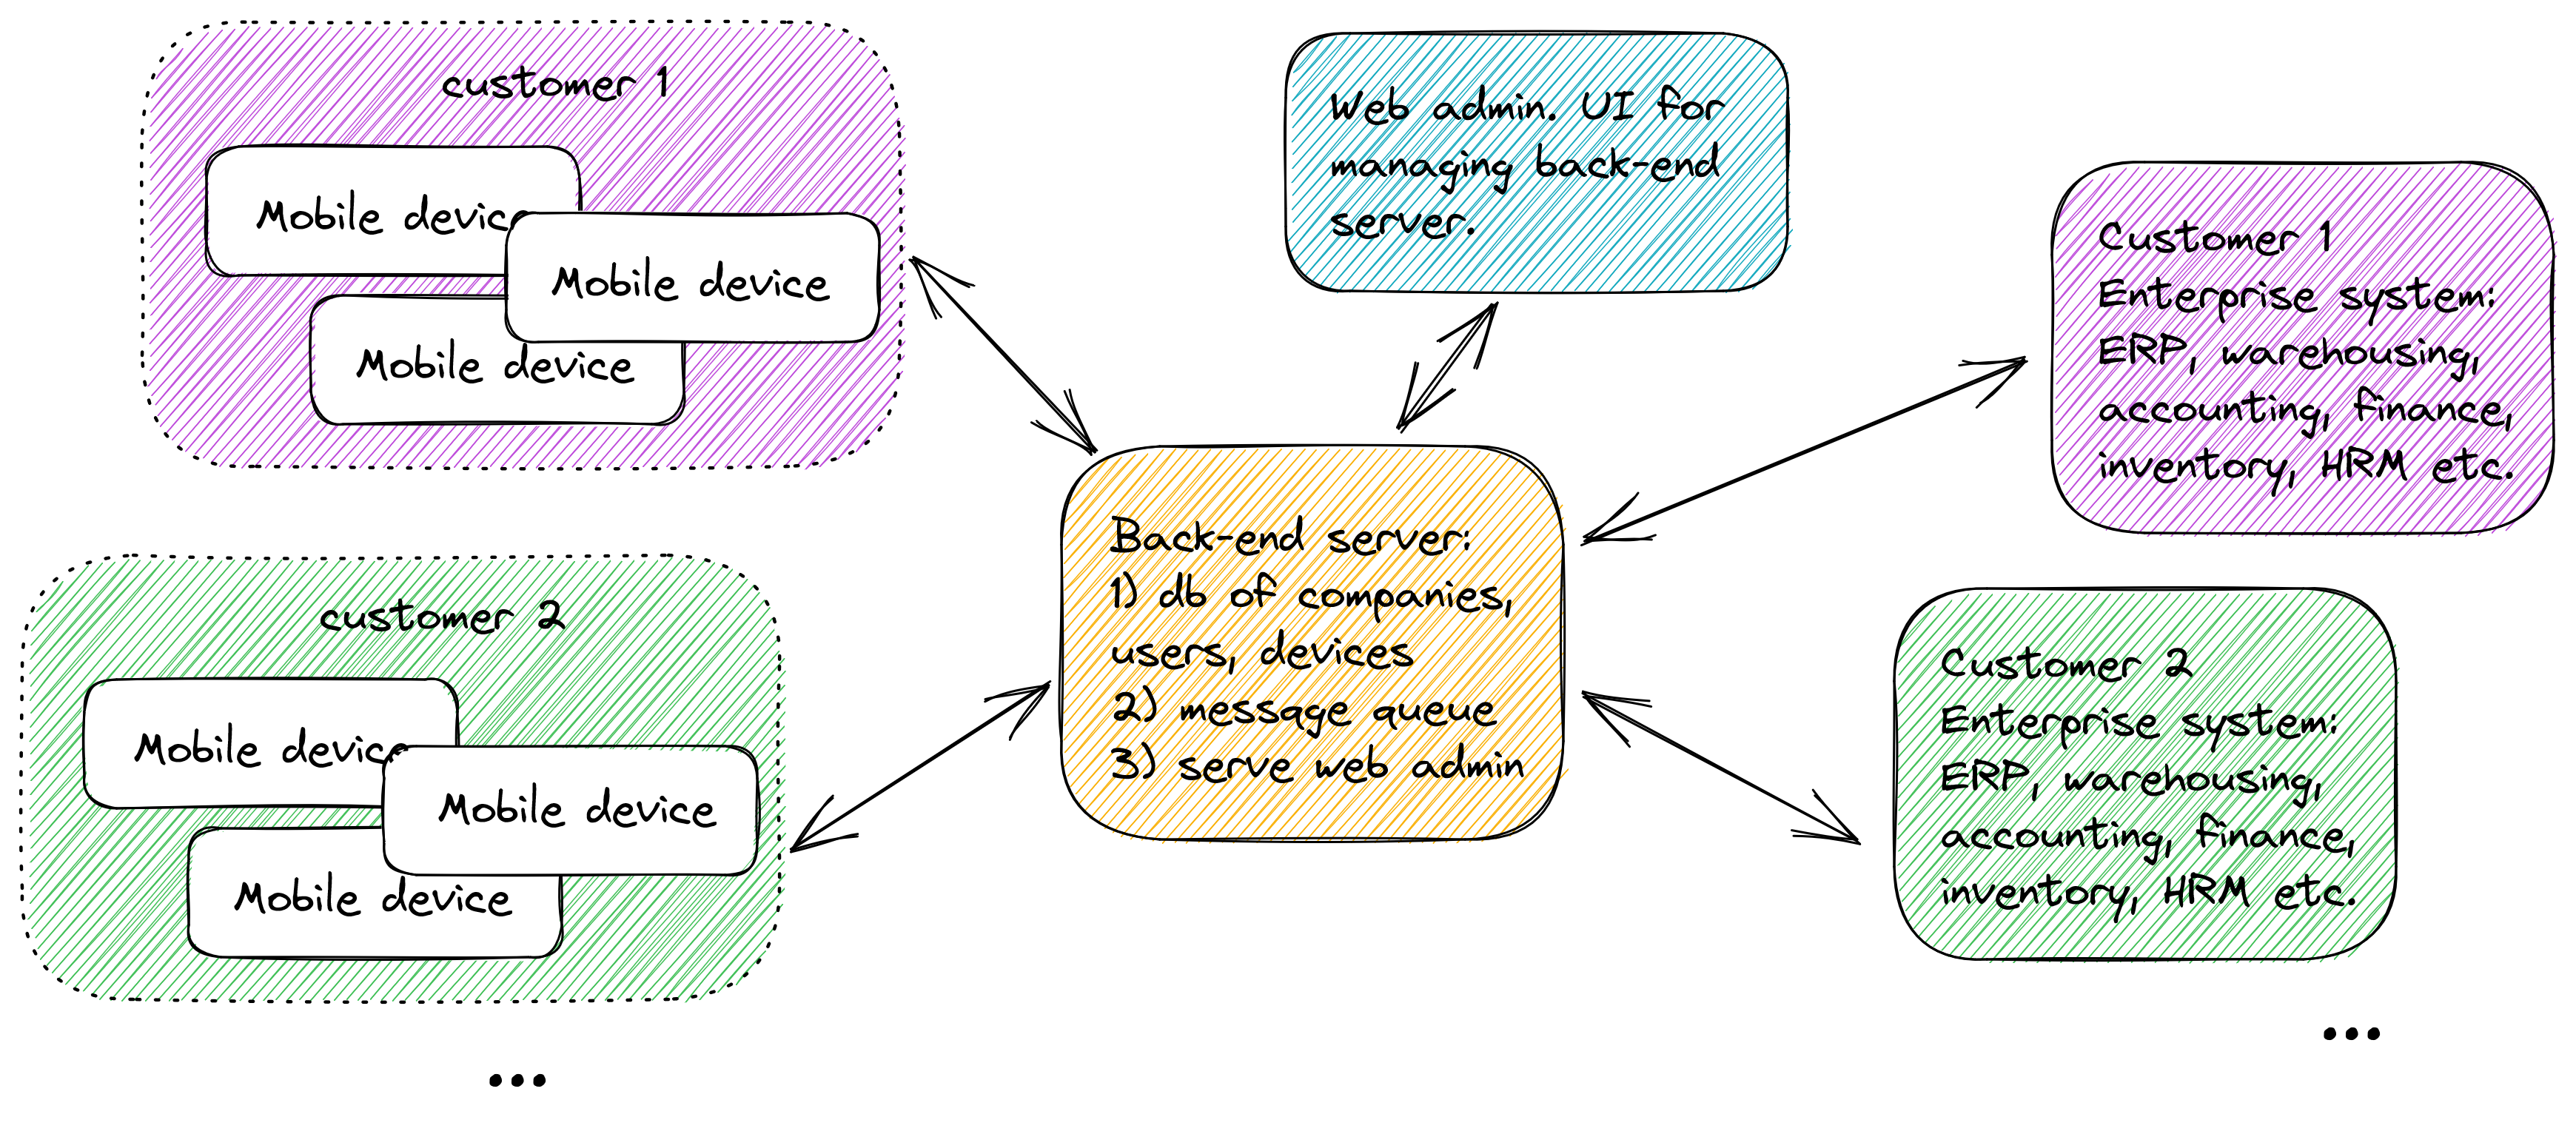 customer 1
Mobile device
Mobile device
Mobile device
Web admin. UI for
managing back-end
server.
Customer 1
Enterprise system:
ERP, warehousing,
accounting, finance,
inventory, HRM etc.
Back-end server:
1) db of companies,
users, devices
2) message queue
3) serve web admin
customer 2
Mobile device
Mobile device
Mobile device
...
Customer 2
Enterprise system:
ERP, warehousing,
accounting, finance,
inventory, HRM etc.
...